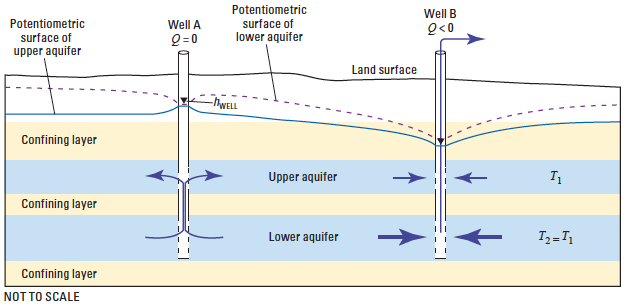 Potentiometric
surface of
upper aquifer
Well A
Q = 0
Potentiometric
surface of
lower aquifer
Well B
Q < 0
Land surface
hWELL
Confining layer
Upper aquifer
T1
Confining layer
Lower aquifer
T2 = T1
Confining layer
NOT TO SCALE